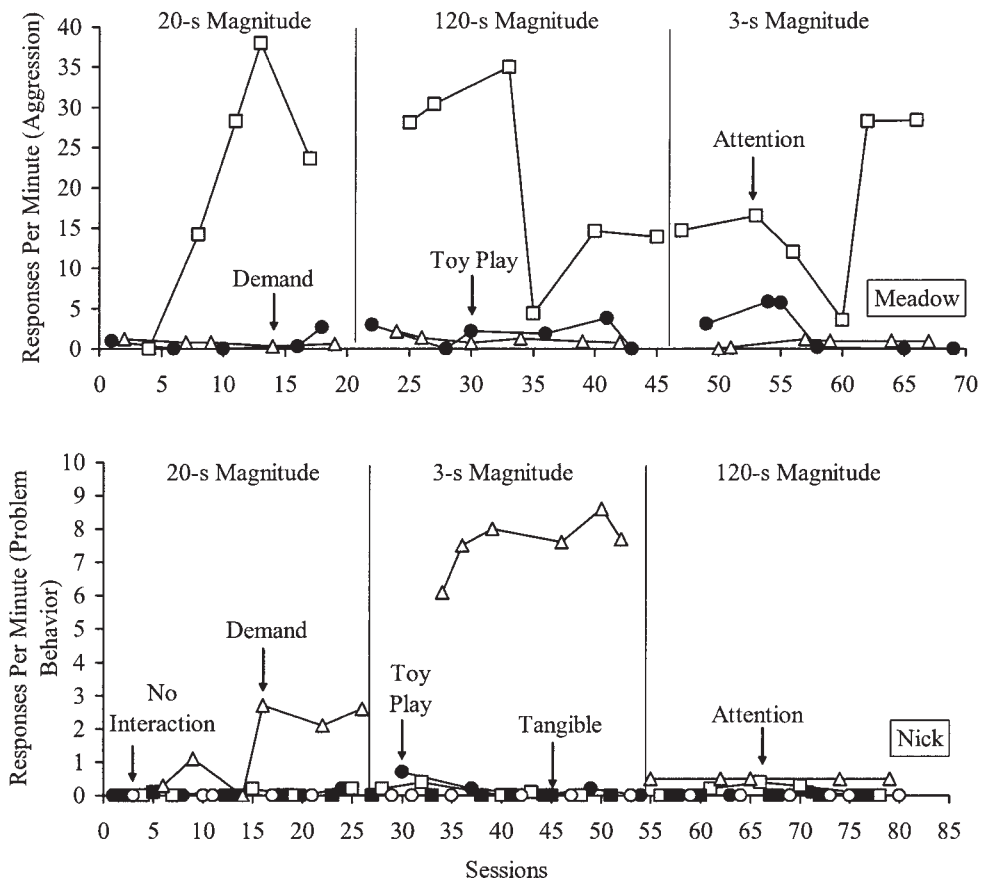 20-s Magnitude 120-s Magnitude 3-s Magnitude
Responses Per Minute (Aggression)
40
35
30
25
20
15
10
5
0
Attention
Toy Play
Demand
Meadow
0 5 10 15 20 25 30 35 40 45 50 55 60 65 70
20-s Magnitude 3-s Magnitude 120-s Magnitude
Responses Per Minute (Problem
Behavior)
10
9
8
7
6
5
4
3
2
1
0
Demand
No
Interaction
Toy
Play
Tangible
Attention
Nick
0 5 10 15 20 25 30 35 40 45 50 55 60 65 70 75 80 85
Sessions